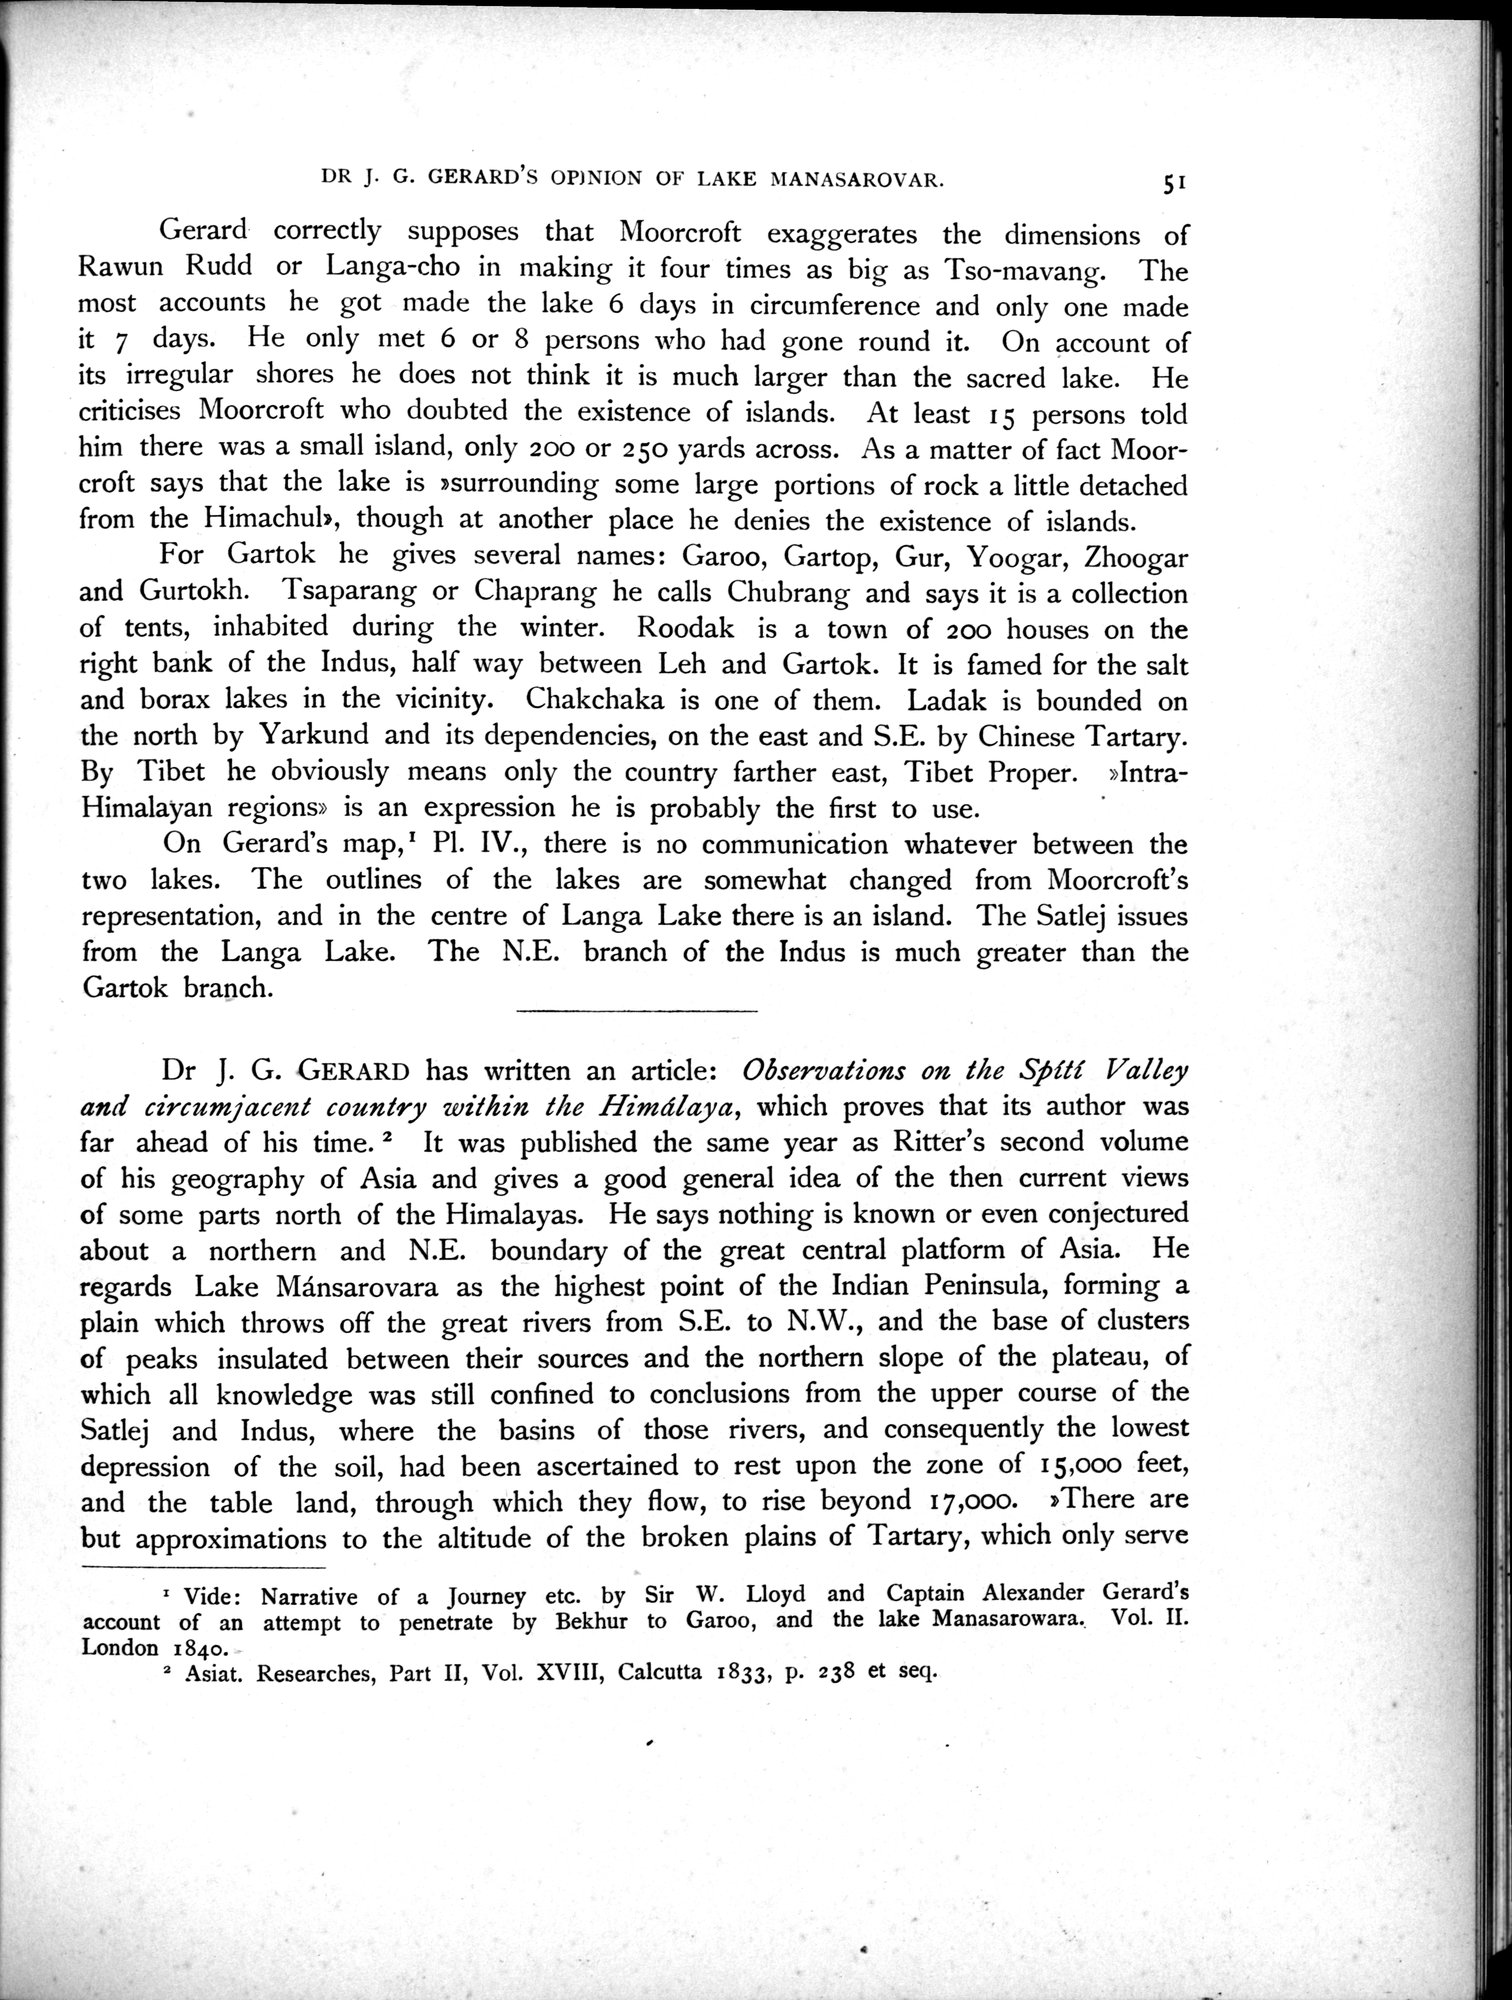 DR J. G. GERARD'S OPINION OF LAKE MANASAROVAR. 51
Gerard correctly supposes that Moorcroft exaggerates the dimensions of
Rawun Rudd or Langa-cho in making it four times as big as Tso-mavang. The
most accounts he got made the lake 6 days in circumference and only one made
it 7 days. He only met 6 or 8 persons who had gone round it. On account of
its irregular shores he does not think it is much larger than the sacred lake. He
criticises Moorcroft who doubted the existence of islands. At least 15 persons told
him there was a small island, only 200 or 250 yards across. As a matter of fact Moor-
croft says that the lake is »surrounding some large portions of rock a little detached
from the Himachul», though at another place he denies the existence of islands.
For Gartok he gives several names: Garoo, Gartop, Gur, Yoogar, Zhoogar
and Gurtokh. Tsaparang or Chaprang he calls Chubrang and says it is a collection
of tents, inhabited during the winter. Roodak is a town of 200 houses on the
right bank of the Indus, half way between Leh and Gartok. It is famed for the salt
and borax lakes in the vicinity. Chakchaka is one of them. Ladak is bounded on
the north by Yarkund and its dependencies, on the east and S.E. by Chinese Tartary.
By Tibet he obviously means only the country farther east, Tibet Proper. »Intra-
Himalayan regions» is an expression he is probably the first to use.
On Gerard's map,¹ Pl. IV., there is no communication whatever between the
two lakes. The outlines of the lakes are somewhat changed from Moorcroft's
representation, and in the centre of Langa Lake there is an island. The Satlej issues
from the Langa Lake. The N.E. branch of the Indus is much greater than the
Gartok branch.
Dr J. G. GERARD has written an article: Observations on the Spítí Valley
and circumjacent country within the Himálaya, which proves that its author was
far ahead of his time.² It was published the same year as Ritter's second volume
of his geography of Asia and gives a good general idea of the then current views
of some parts north of the Himalayas. He says nothing is known or even conjectured
about a northern and N.E. boundary of the great central platform of Asia. He
regards Lake Mánsarovara as the highest point of the Indian Peninsula, forming a
plain which throws off the great rivers from S.E. to N.W., and the base of clusters
of peaks insulated between their sources and the northern slope of the plateau, of
which all knowledge was still confined to conclusions from the upper course of the
Satlej and Indus, where the basins of those rivers, and consequently the lowest
depression of the soil, had been ascertained to rest upon the zone of 15,000 feet,
and the table land, through which they flow, to rise beyond 17,000. »There are
but approximations to the altitude of the broken plains of Tartary, which only serve
¹ Vide: Narrative of a Journey etc. by Sir W. Lloyd and Captain Alexander Gerard's
account of an attempt to penetrate by Bekhur to Garoo, and the lake Manasarowara. Vol. II.
London 1840.
² Asiat. Researches, Part II, Vol. XVIII, Calcutta 1833, p. 238 et seq.